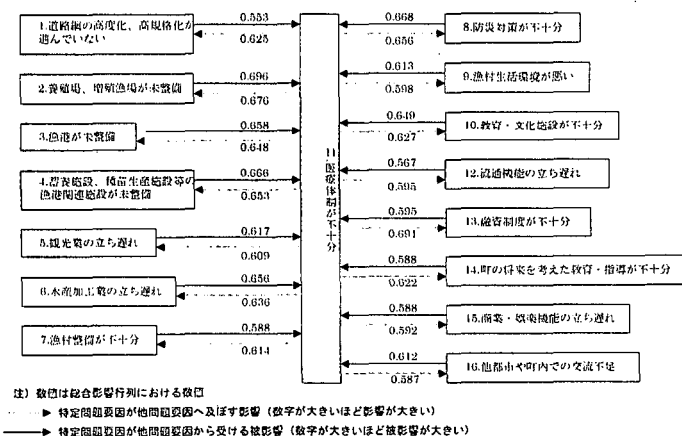 1.道路網の高度化、高規格化が
進んでいない
0.553
0.625
2.養殖場、増殖漁場が未整備
0.696
0.676
3.漁港が未整備
0.658
0.648
4.蓄養施設、種苗生産施設等の
漁港関連施設が未整備
0.666
0.653
5.観光業の立ち遅れ
0.617
0.609
6.水産加工業の立ち遅れ
0.656
0.636
7.漁村整備が不十分
0.588
0.614
11.医療体制が不十分
0.668
0.656
8.防災対策が不十分
0.613
0.598
9.漁村生活環境が悪い
0.649
0.627
10.教育・文化施設が不十分
0.567
0.595
12.流通機能の立ち遅れ
0.595
0.691
13.融資制度が不十分
0.588
0.622
14.町の将来を考えた教育・指導が不十分
0.588
0.592
15.商業・娯楽機能の立ち遅れ
0.612
0.587
16.他都市や町内での交流不足
注）数値は総合影響行列における数値
特定問題要因が他問題要因へ及ぼす影響（数字が大きいほど影響が大きい）
特定問題要因が他問題要因から受ける被影響（数字が大きいほど被影響が大きい）